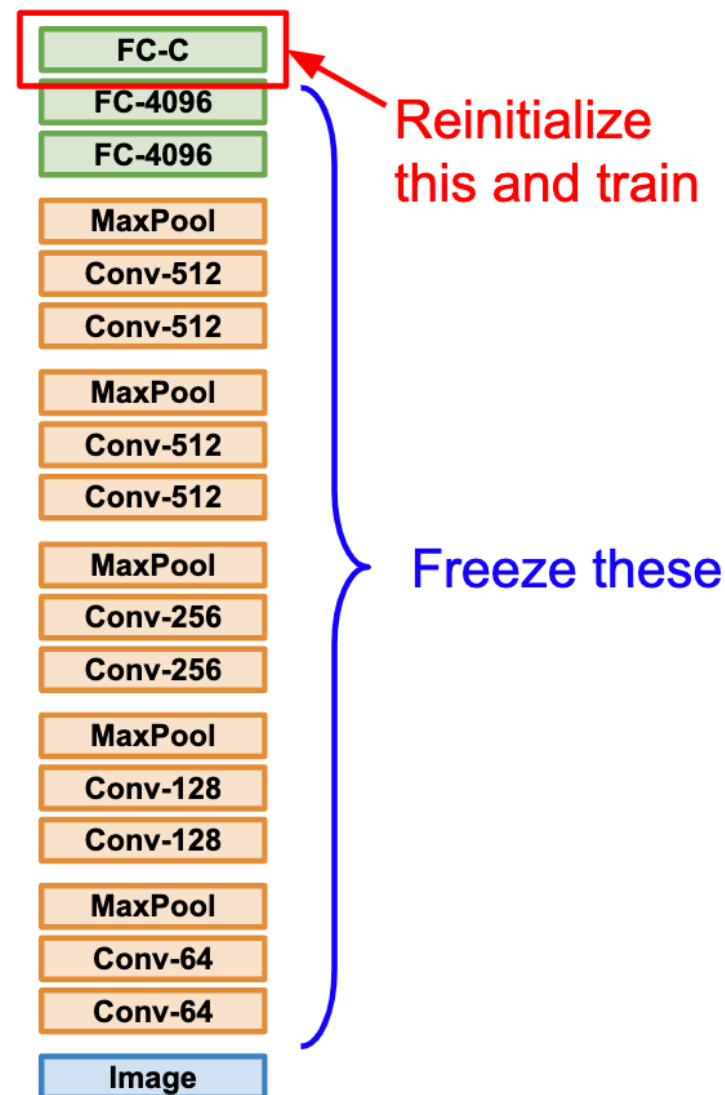 FC-C
FC-4096
FC-4096
MaxPool
Conv-512
Conv-512
MaxPool
Conv-512
Conv-512
MaxPool
Conv-256
Conv-256
MaxPool
Conv-128
Conv-128
MaxPool
Conv-64
Conv-64
Image
Reinitialize
this and train
Freeze these